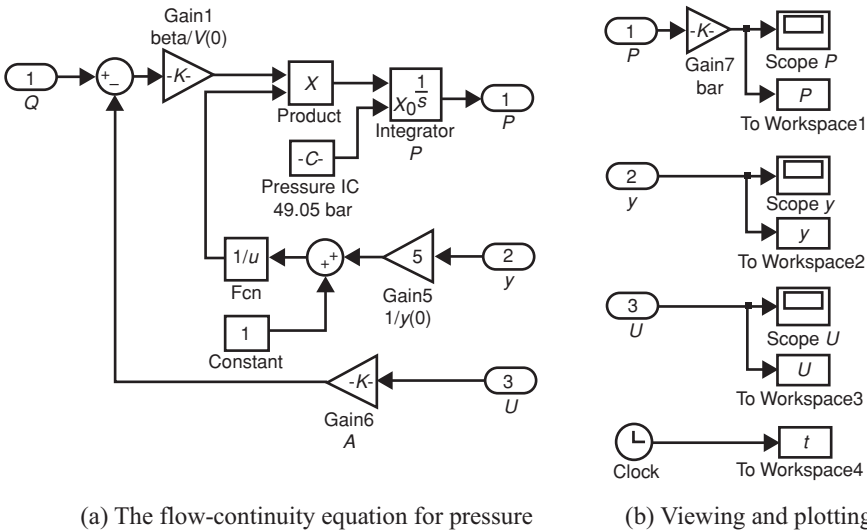 Gain1
beta/V(0)
1
Q
+
−
-K-
X
Product
X0 1/s
Integrator
P
1
P
-C-
Pressure IC
49.05 bar
1/u
Fcn
+
+
5
Gain5
1/y(0)
2
y
1
Constant
-K-
Gain6
A
3
U
(a) The flow-continuity equation for pressure
1
P
-K-
Gain7
bar
Scope P
P
To Workspace1
2
y
Scope y
y
To Workspace2
3
U
Scope U
U
To Workspace3
Clock
t
To Workspace4
(b) Viewing and plotting